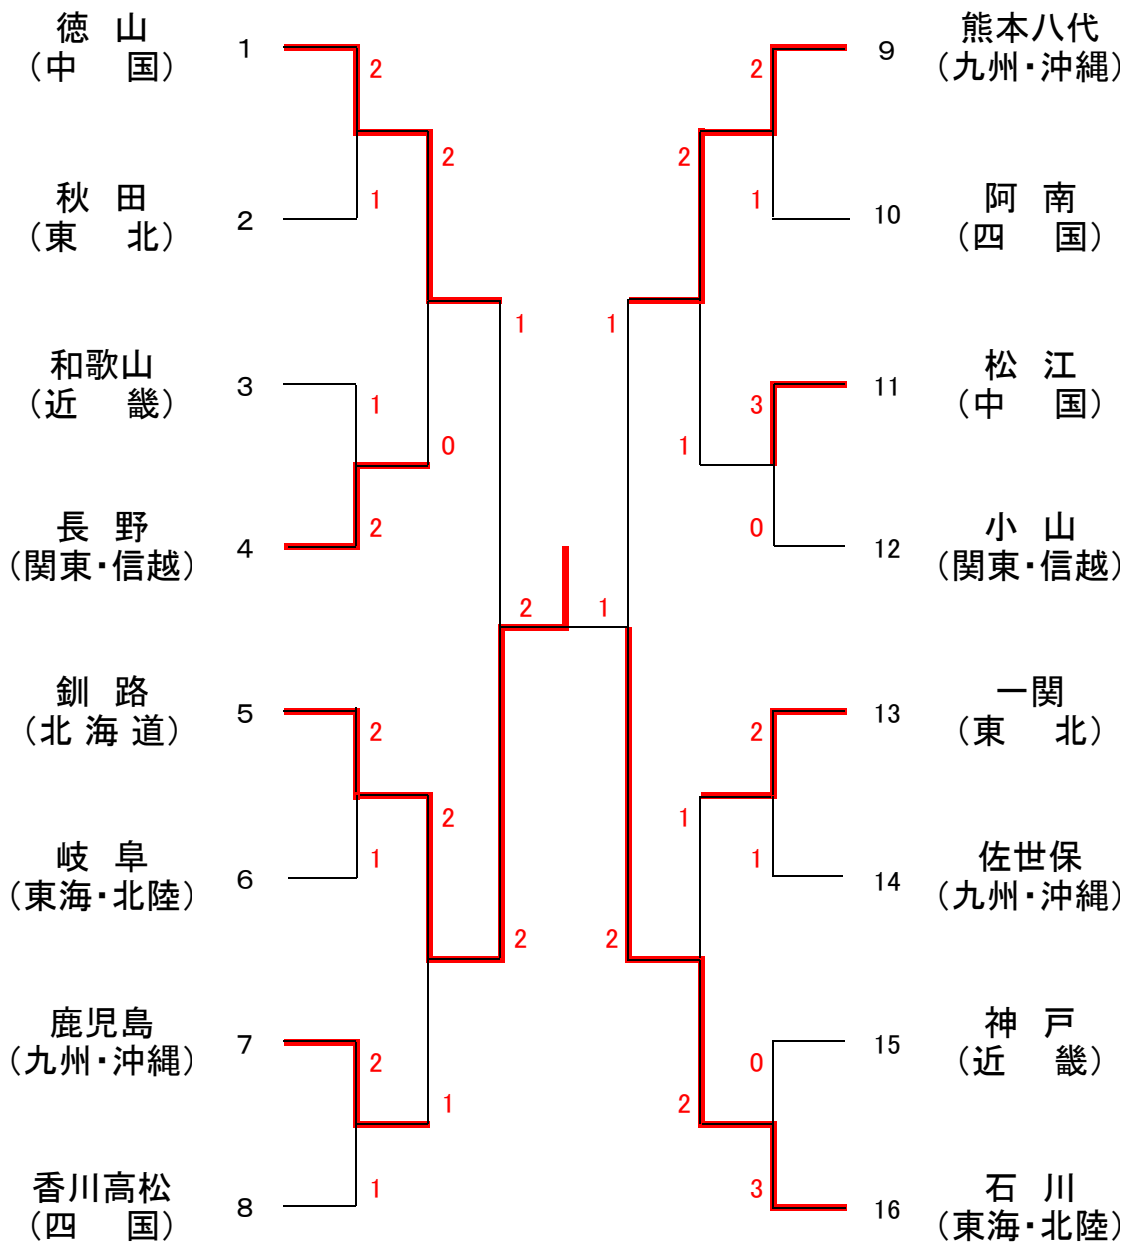 徳 山
（中 国）
1
2
秋 田
（東 北）
2
1
2
和歌山
（近 畿）
3
1
0
長 野
（関東・信越）
4
2
1
釧 路
（北 海 道）
5
2
2
岐 阜
（東海・北陸）
6
1
2
鹿児島
（九州・沖縄）
7
2
1
香川高松
（四 国）
8
1
2
1
熊本八代
（九州・沖縄）
9
2
2
阿 南
（四 国）
10
1
1
松 江
（中 国）
11
3
1
小 山
（関東・信越）
12
0
一関
（東 北）
13
2
1
佐世保
（九州・沖縄）
14
1
2
神 戸
（近 畿）
15
0
2
石 川
（東海・北陸）
16
3